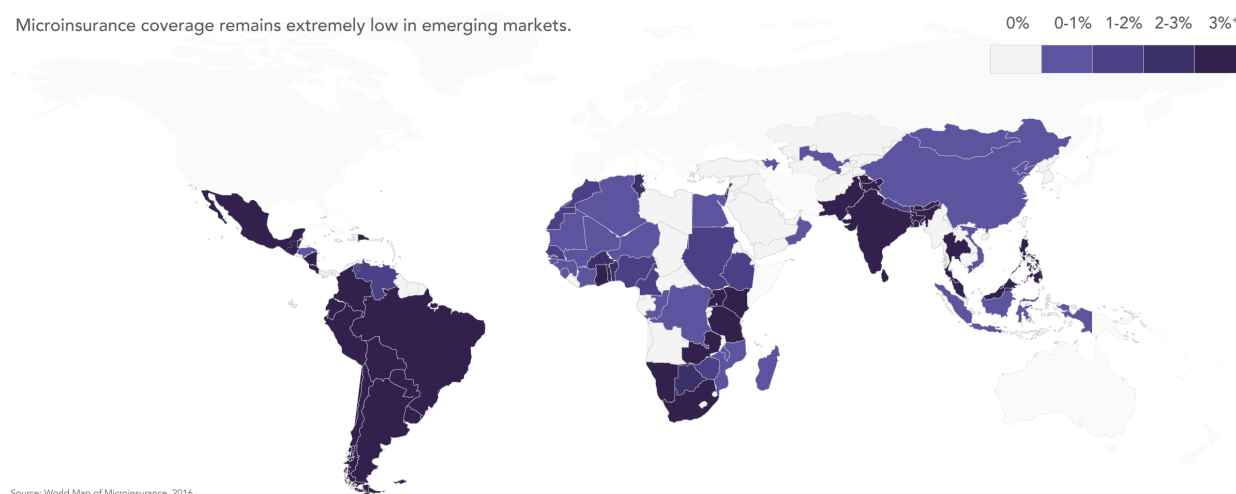 Microinsurance coverage remains extremely low in emerging markets.
0% 0-1% 1-2% 2-3% 3%+
Source: World Map of Microinsurance, 2016